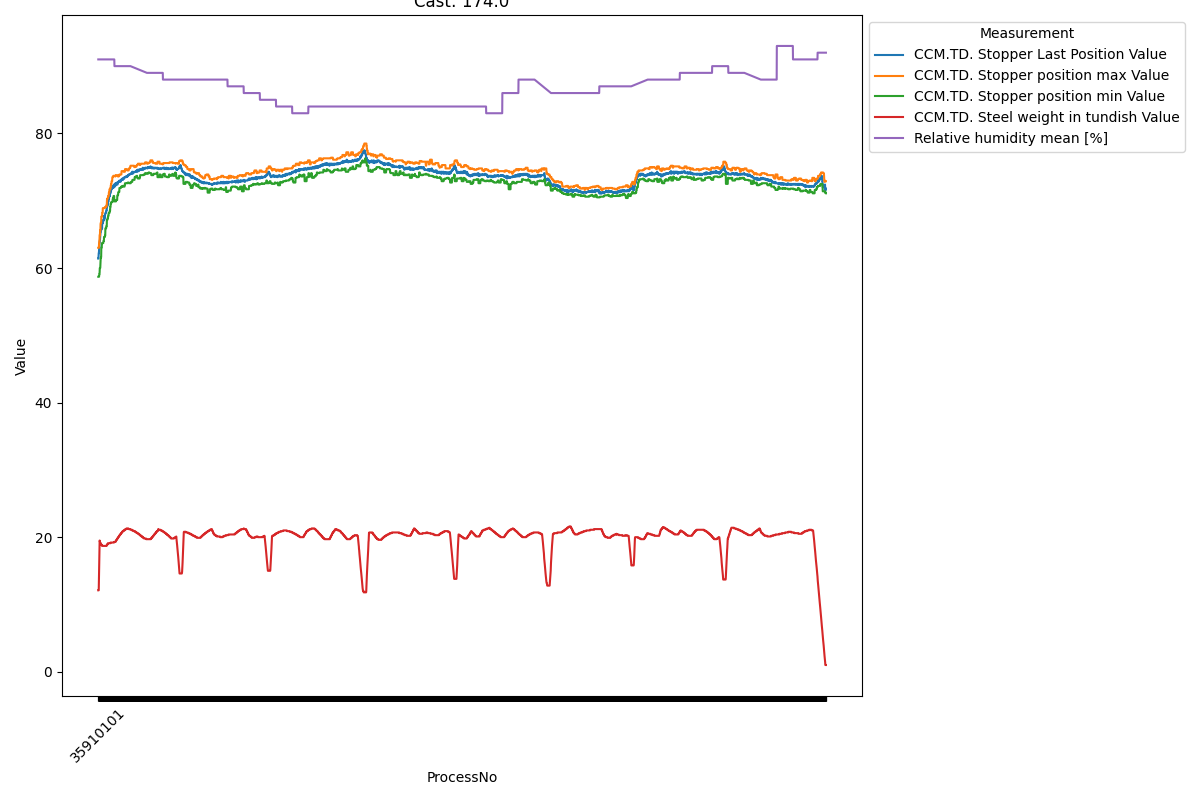 Cast: 174.0
Measurement
CCM.TD. Stopper Last Position Value
CCM.TD. Stopper position max Value
CCM.TD. Stopper position min Value
CCM.TD. Steel weight in tundish Value
Relative humidity mean [%]
80
60
40
20
0
Value
35910101
ProcessNo